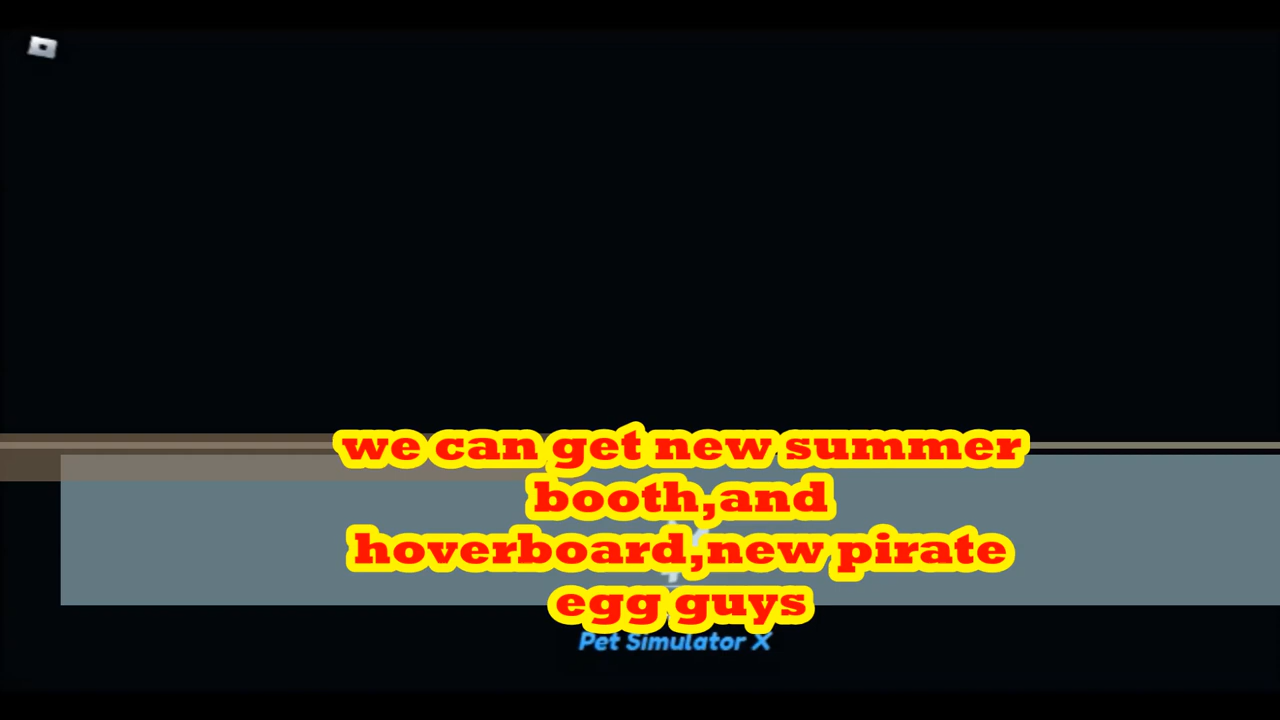 we can get new summer
booth,and
hoverboard,new pirate
egg guys
Pet Simulator X